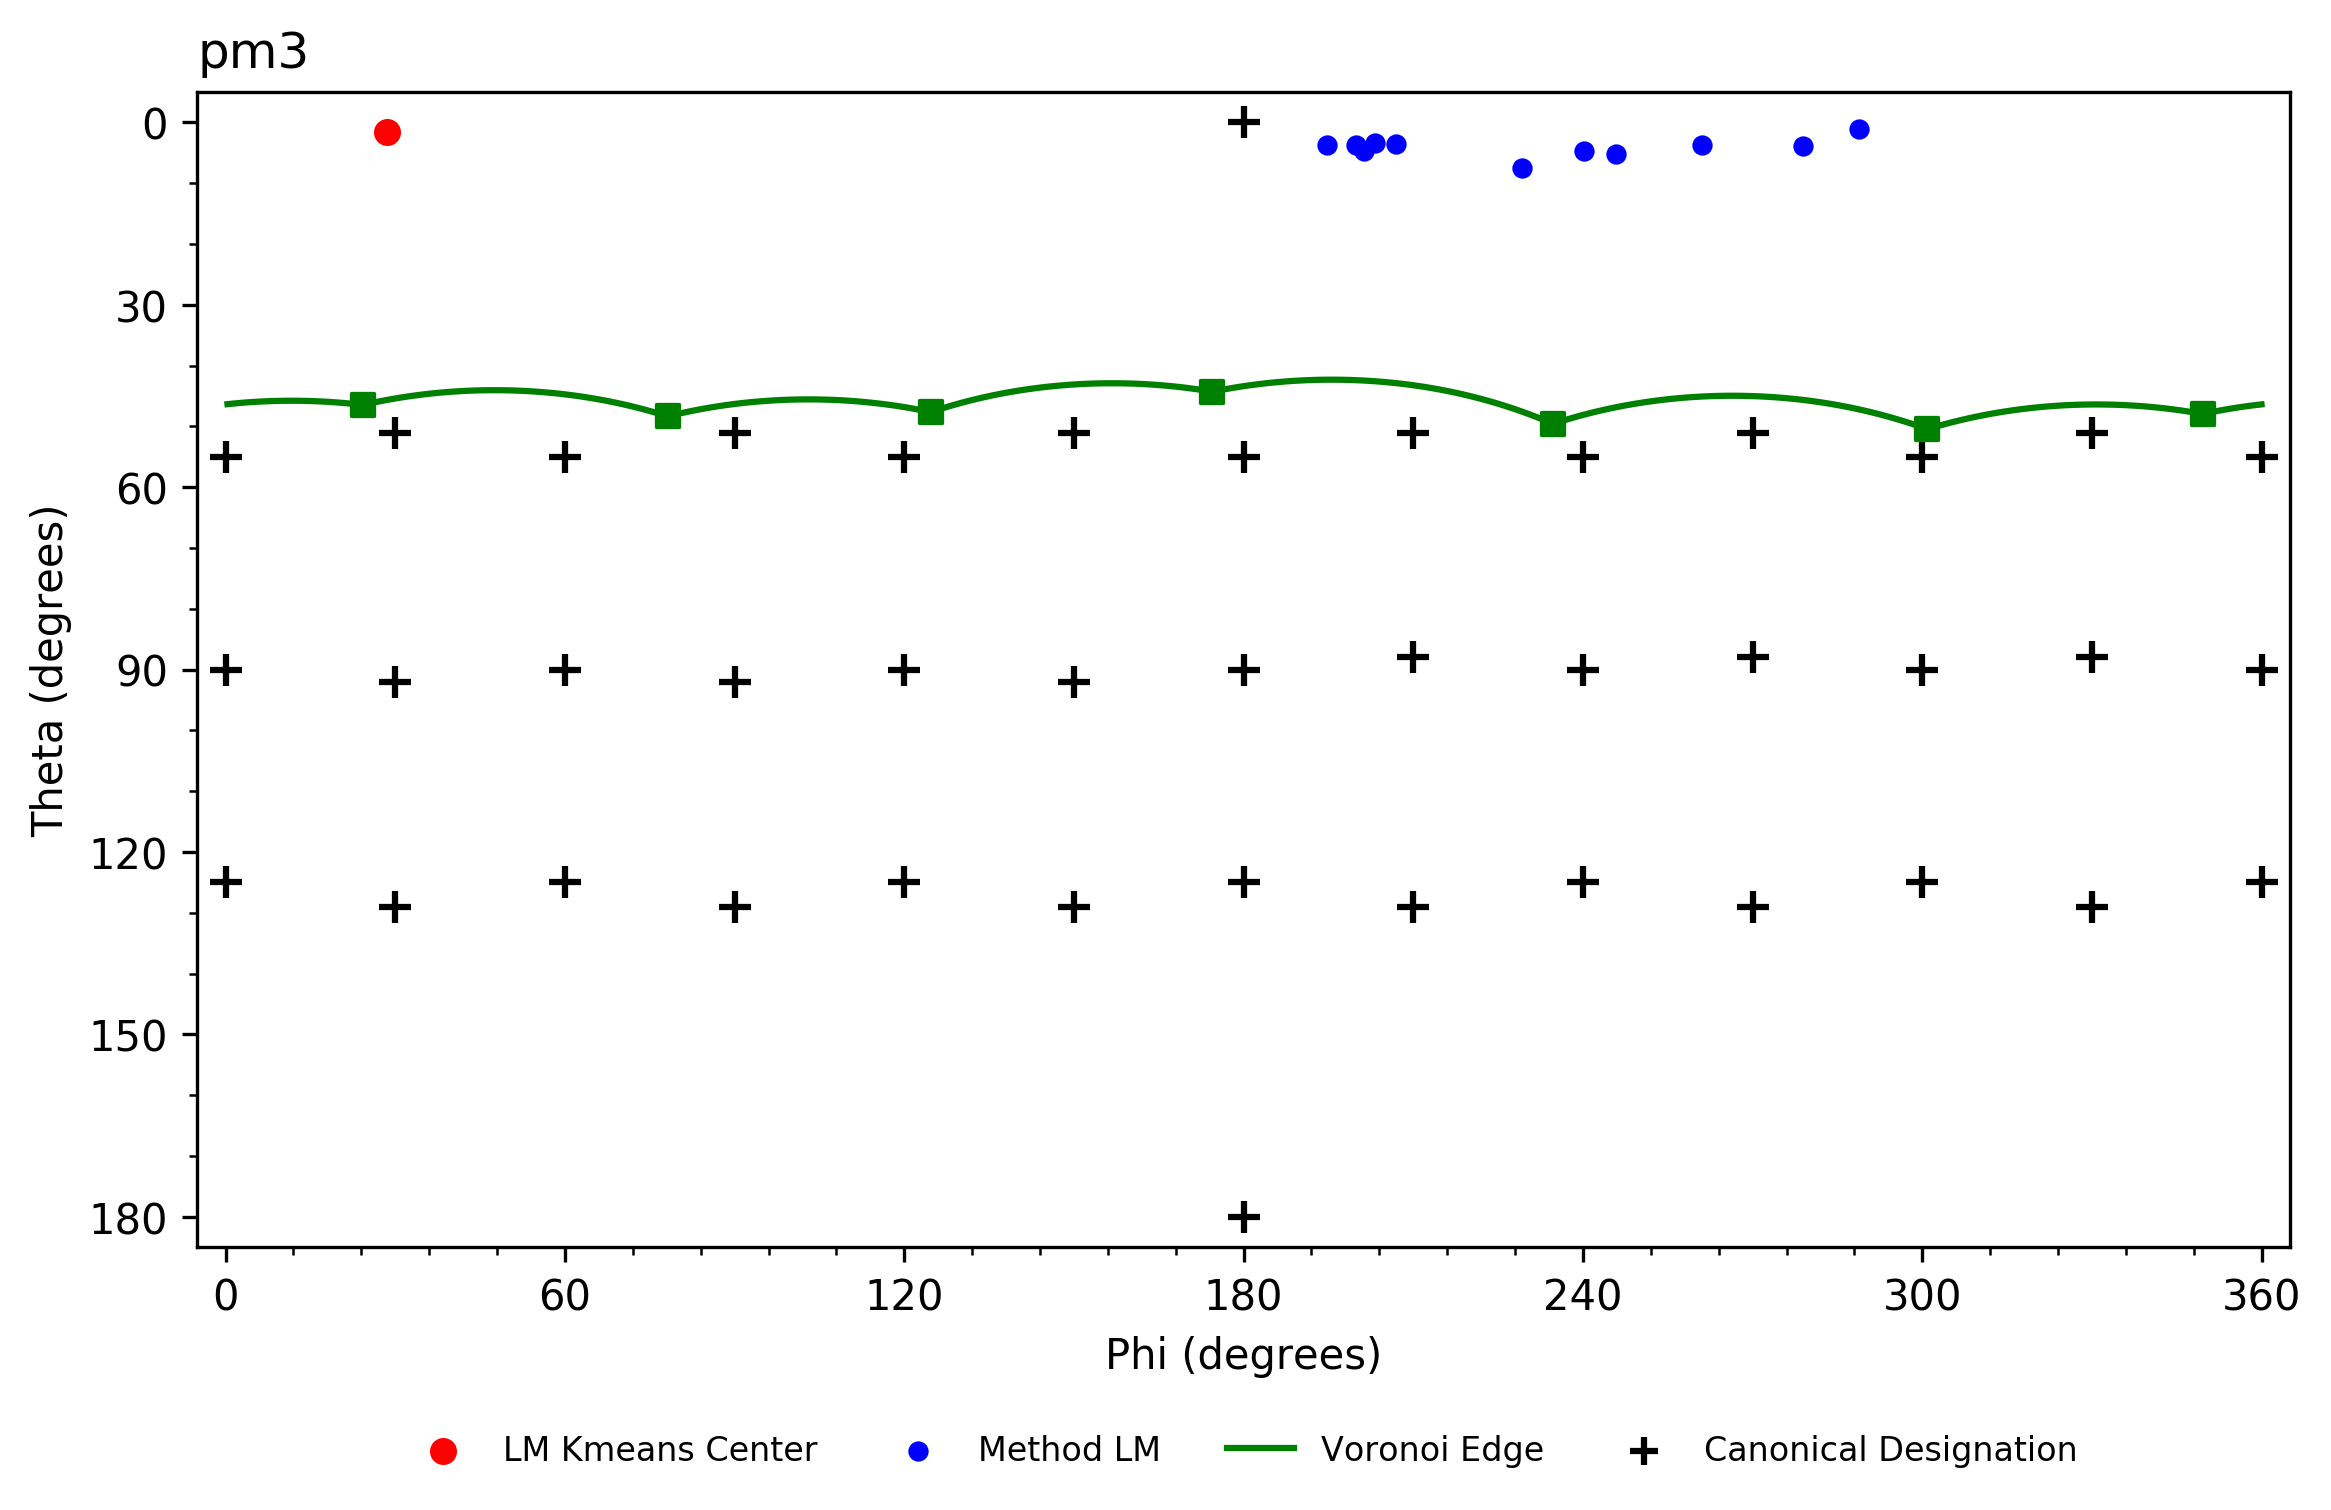 pm3
0
30
60
90
120
150
180
Theta (degrees)
0 60 120 180 240 300 360
Phi (degrees)
LM Kmeans Center Method LM Voronoi Edge Canonical Designation